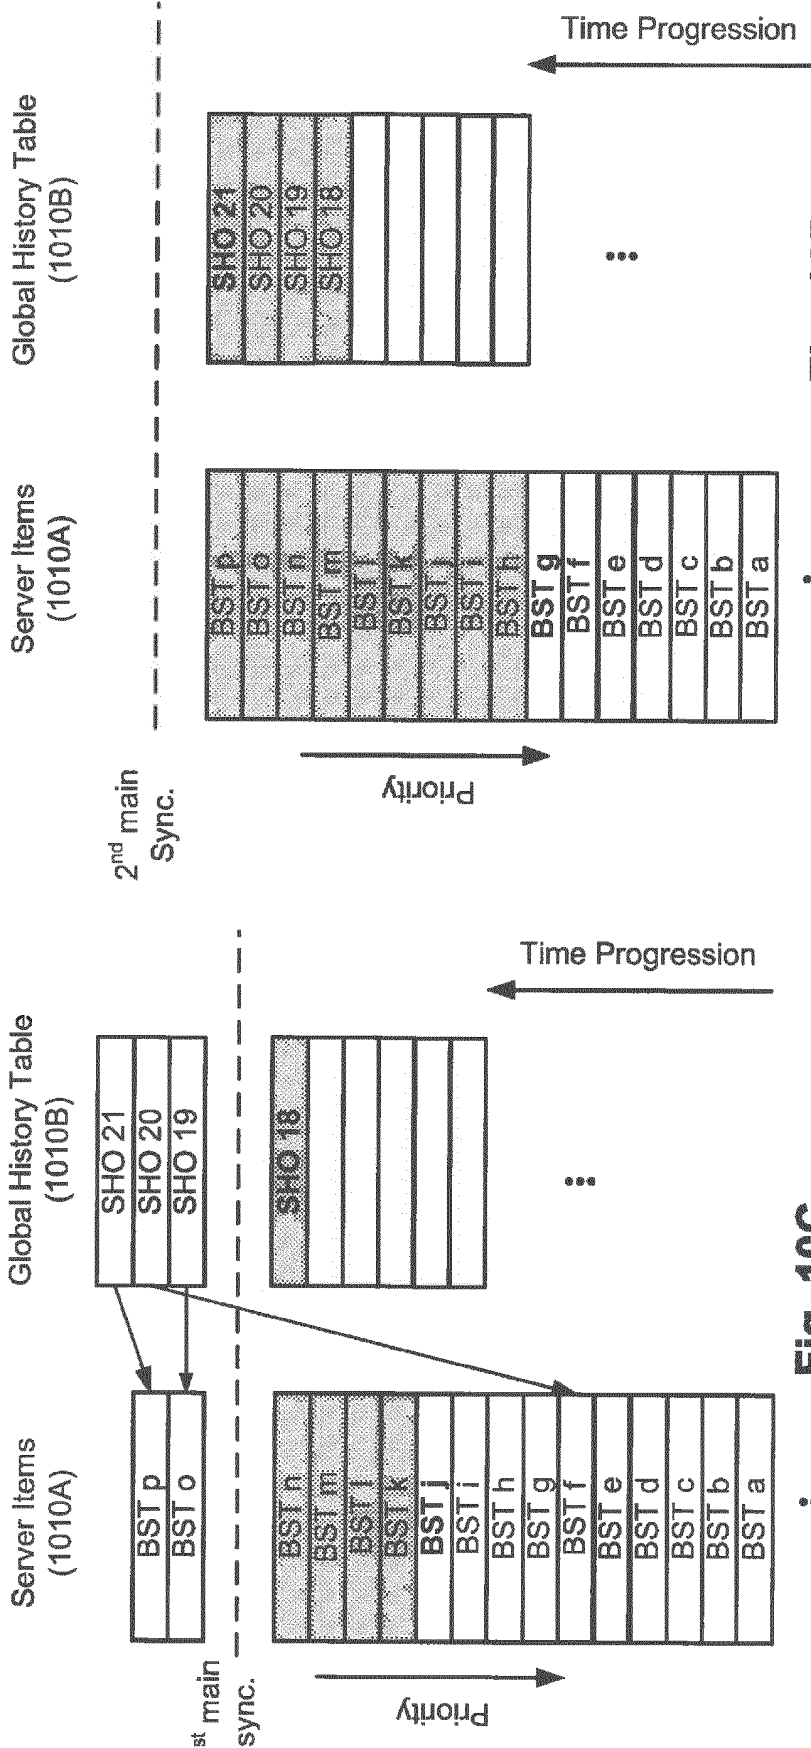 Server Items
(1010A)
Global History Table
(1010B)
BST p
BST o
SHO 21
SHO 20
SHO 19
st main
sync.
BST n
BST m
BST l
BST k
BST j
BST i
BST h
BST g
BST f
BST e
BST d
BST c
BST b
BST a
Priority
SHO 18
...
Time Progression
Fig. 10C
Server Items
(1010A)
Global History Table
(1010B)
2nd main
Sync.
BST p
BST o
BST n
BST m
BST l
BST k
BST j
BST i
BST h
BST g
BST f
BST e
BST d
BST c
BST b
BST a
Priority
SHO 21
SHO 20
SHO 19
SHO 18
...
Time Progression